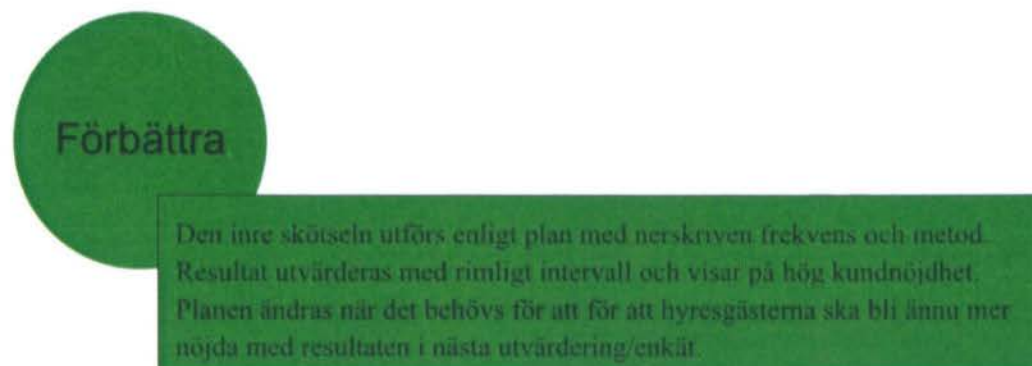 Förbättra
Den inre skötseln utförs enligt plan med nerskriven frekvens och metod.
Resultat utvärderas med rimligt intervall och visar på hög kundnöjdhet.
Planen ändras när det behövs för att för att hyresgästerna ska bli ännu mer
nöjda med resultaten i nästa utvärdering/enkät.